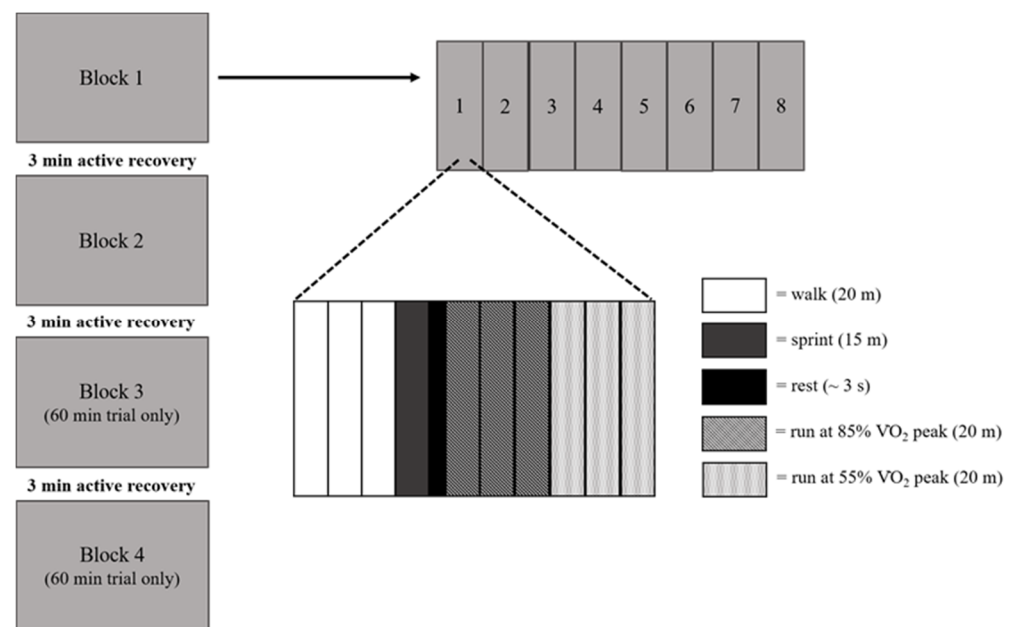 Block 1
3 min active recovery
Block 2
3 min active recovery
Block 3
(60 min trial only)
3 min active recovery
Block 4
(60 min trial only)
1 2 3 4 5 6 7 8
= walk (20 m)
= sprint (15 m)
= rest (~ 3 s)
= run at 85% VO₂ peak (20 m)
= run at 55% VO₂ peak (20 m)